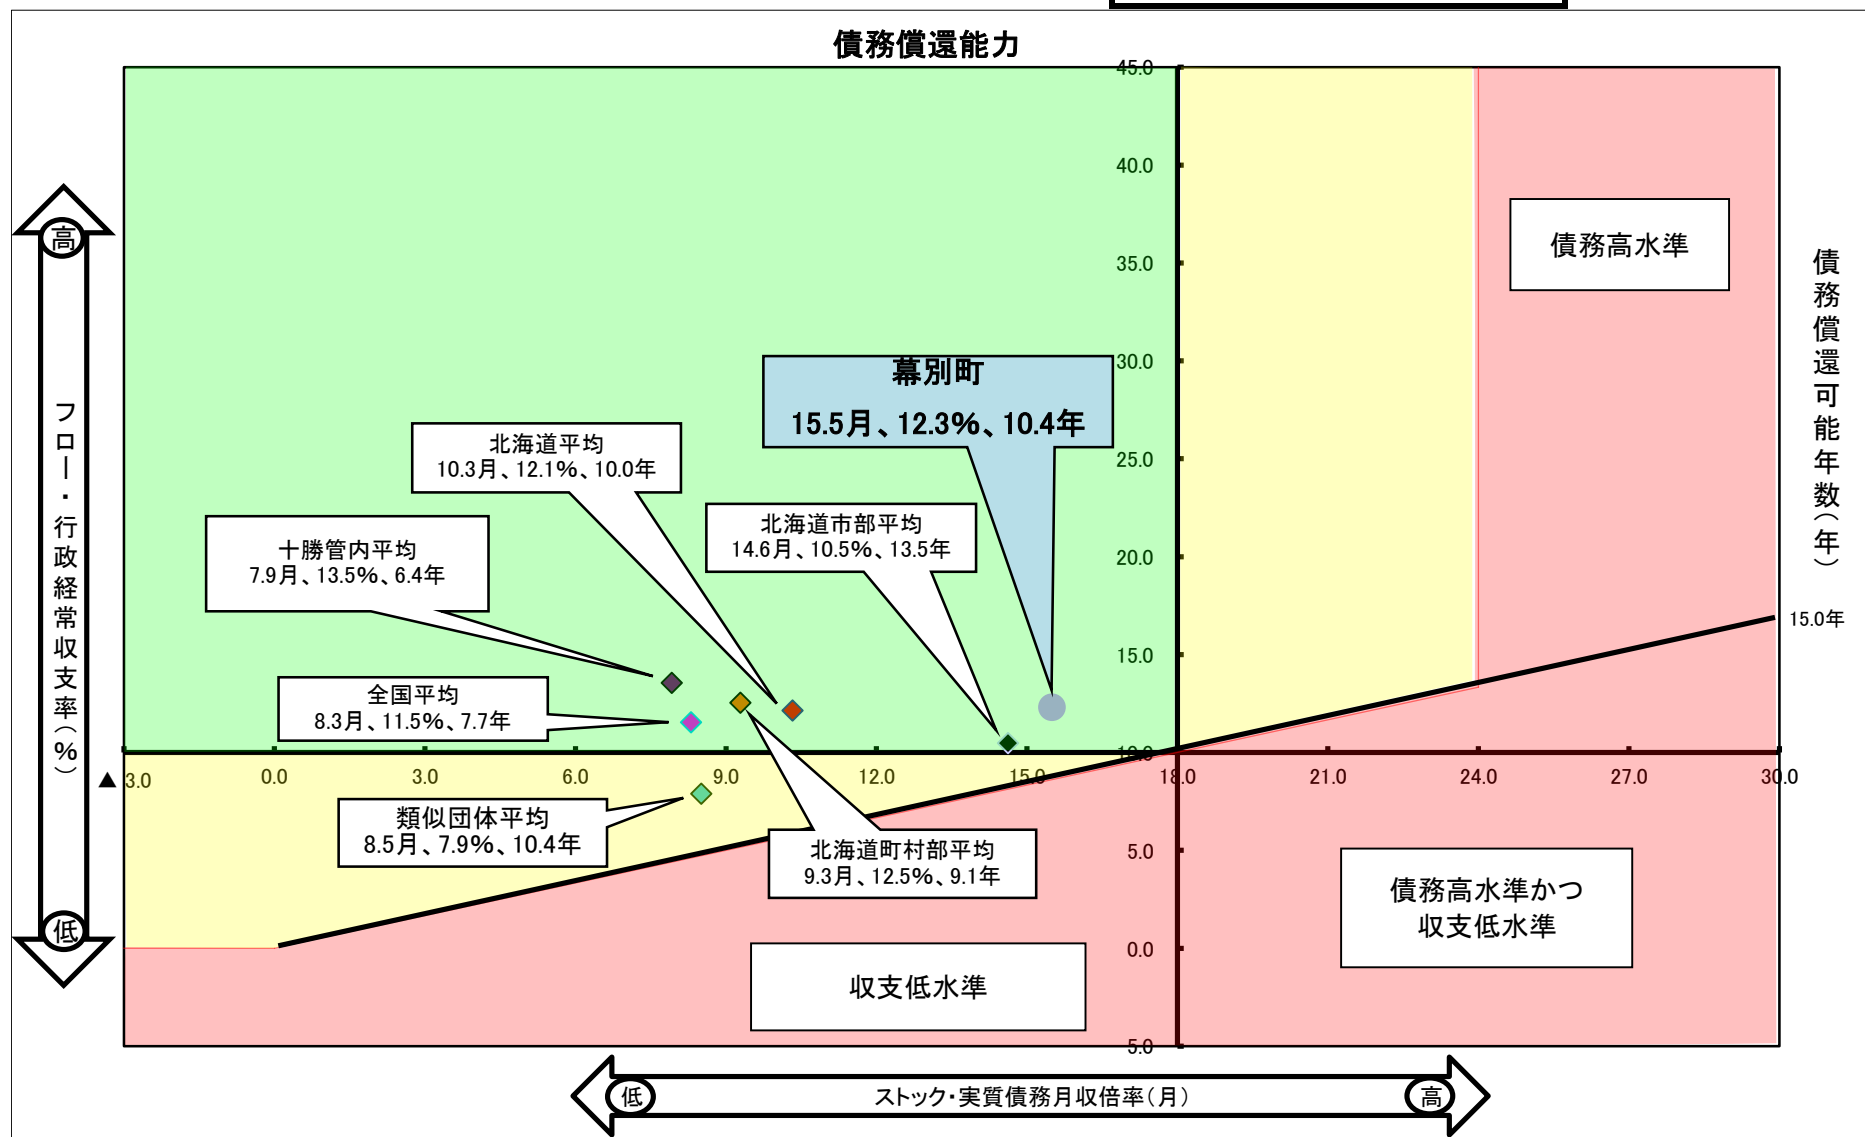 債務償還能力
45.0
40.0
高
債務高水準
35.0
債務償還可能年数(年)
幕別町
15.5月、12.3%、10.4年
30.0
フロー・行政経常収支率(%)
北海道平均
10.3月、12.1%、10.0年
25.0
北海道市部平均
14.6月、10.5%、13.5年
十勝管内平均
7.9月、13.5%、6.4年
20.0
15.0年
15.0
全国平均
8.3月、11.5%、7.7年
10.0
▲ 3.0
0.0
3.0
6.0
9.0
12.0
15.0
18.0
21.0
24.0
27.0
30.0
類似団体平均
8.5月、7.9%、10.4年
北海道町村部平均
9.3月、12.5%、9.1年
5.0
債務高水準かつ
収支低水準
低
0.0
収支低水準
5.0
低
ストック・実質債務月収倍率(月)
高